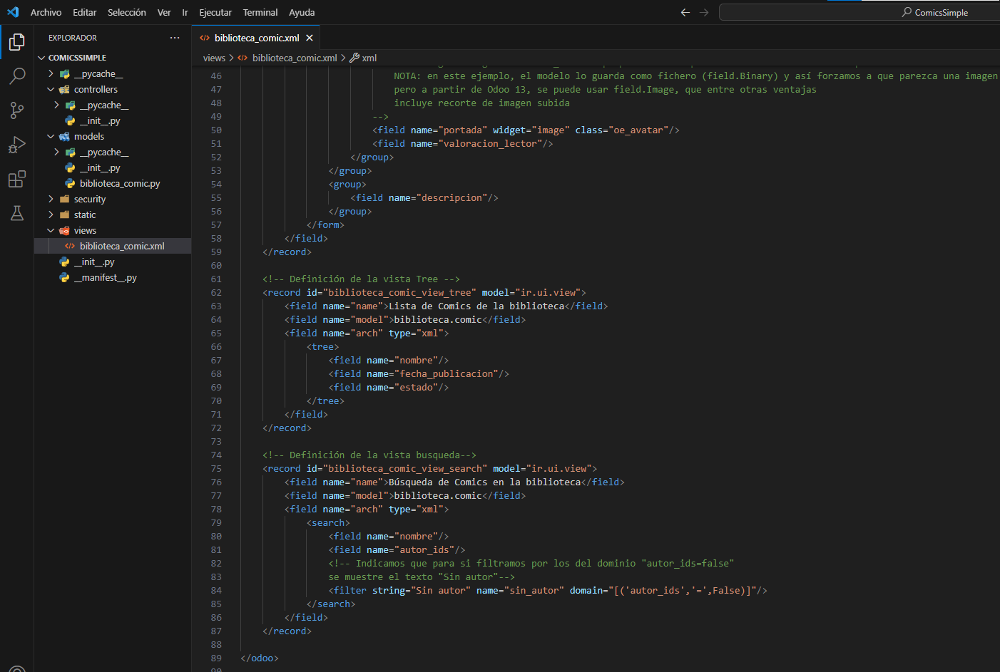 Archivo Editar Selección Ver Ir Ejecutar Terminal Ayuda
ComicsSimple
EXPLORADOR
COMICSSIMPLE
__pycache__
controllers
__pycache__
__init__.py
models
__pycache__
__init__.py
biblioteca_comic.py
security
static
views
biblioteca_comic.xml
__init__.py
__manifest__.py
biblioteca_comic.xml
views > biblioteca_comic.xml > xml
46 NOTA: en este ejemplo, el modelo lo guarda como fichero (field.Binary) y así forzamos a que parezca una imagen
47 pero a partir de Odoo 13, se puede usar field.Image, que entre otras ventajas
48 incluye recorte de imagen subida
49 -->
50 <field name="portada" widget="image" class="oe_avatar"/>
51 <field name="valoracion_lector"/>
52 </group>
53 </group>
54 <group>
55 <field name="descripcion"/>
56 </group>
57 </form>
58 </field>
59 </record>
60
61 <!-- Definición de la vista Tree -->
62 <record id="biblioteca_comic_view_tree" model="ir.ui.view">
63 <field name="name">Lista de Comics de la biblioteca</field>
64 <field name="model">biblioteca.comic</field>
65 <field name="arch" type="xml">
66 <tree>
67 <field name="nombre"/>
68 <field name="fecha_publicacion"/>
69 <field name="estado"/>
70 </tree>
71 </field>
72 </record>
73
74 <!-- Definición de la vista busqueda-->
75 <record id="biblioteca_comic_view_search" model="ir.ui.view">
76 <field name="name">Búsqueda de Comics en la biblioteca</field>
77 <field name="model">biblioteca.comic</field>
78 <field name="arch" type="xml">
79 <search>
80 <field name="nombre"/>
81 <field name="autor_ids"/>
82 <!-- Indicamos que para si filtramos por los del dominio "autor_ids=false"
83 se muestre el texto "Sin autor"-->
84 <filter string="Sin autor" name="sin_autor" domain="[('autor_ids','=',False)]"/>
85 </search>
86 </field>
87 </record>
88
89 </odoo>
90